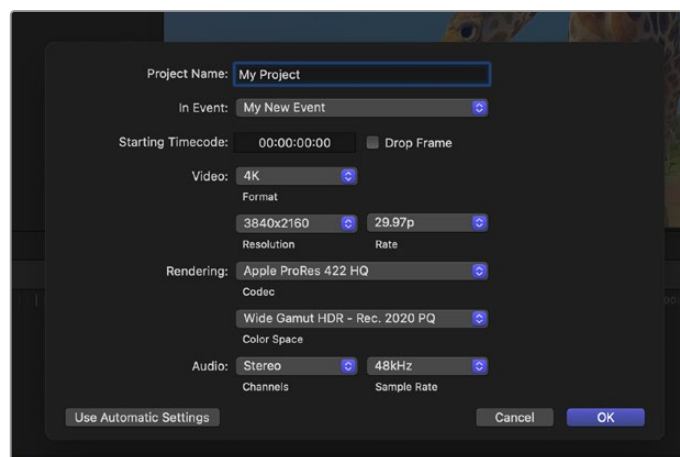 Project Name: My Project
In Event: My New Event
Starting Timecode: 00:00:00:00 Drop Frame
Video: 4K
Format
3840x2160 29.97p
Resolution Rate
Rendering: Apple ProRes 422 HQ
Codec
Wide Gamut HDR - Rec. 2020 PQ
Color Space
Audio: Stereo 48kHz
Channels Sample Rate
Use Automatic Settings Cancel OK